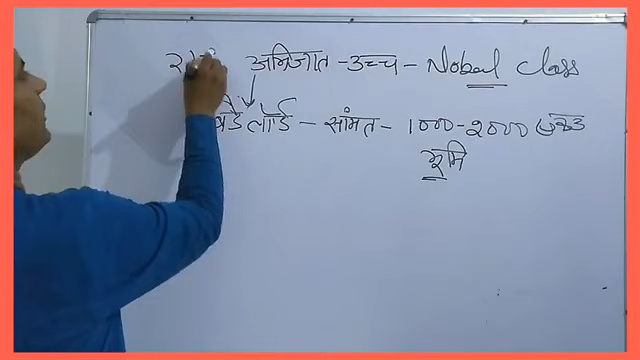 अभिजात - उच्च - Nobal class
लॉर्ड - सांमत - 1000-2000 एकड
भूमि